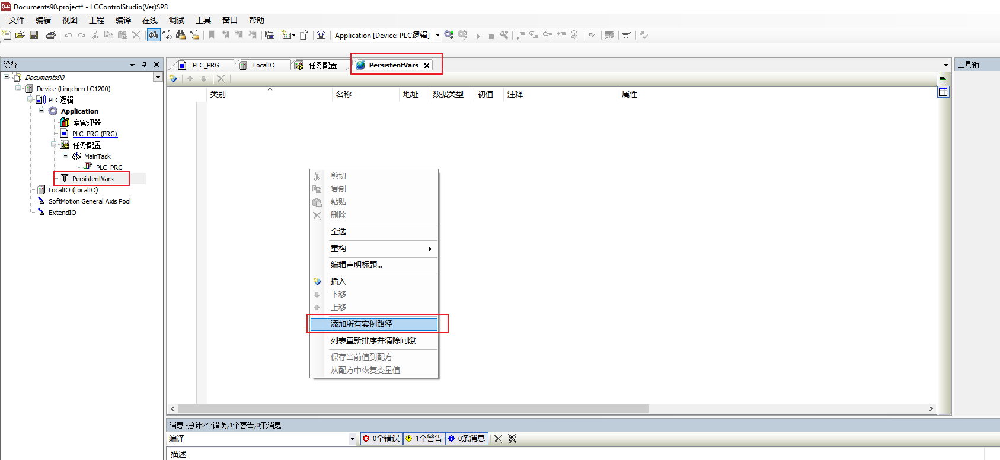 Documents90.project* - LCControlStudio(Ver)SP8
文件 编辑 视图 工程 编译 在线 调试 工具 窗口 帮助
Application [Device: PLC逻辑]
设备
PLC_PRG LocalIO 任务配置 PersistentVars
工具箱
Documents90
Device (Lingchen LC1200)
PLC逻辑
Application
库管理器
PLC_PRG (PRG)
任务配置
MainTask
PLC_PRG
PersistentVars
LocalIO (LocalIO)
SoftMotion General Axis Pool
ExtendIO
类别 名称 地址 数据类型 初值 注释 属性
剪切
复制
粘贴
删除
全选
重构
编辑声明标题...
插入
下移
上移
添加所有实例路径
列表重新排序并清除间隙
保存当前值到配方
从配方中恢复变量值
消息 -总计2个错误,1个警告,0条消息
编译 0个错误 1个警告 0条消息
描述